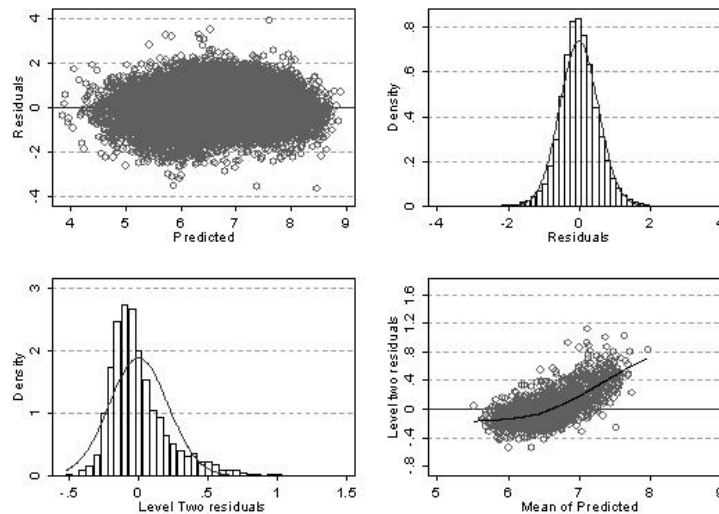 4
2
0
-2
-4
Residuals
4 5 6 7 8 9
Predicted
.8
.6
.4
.2
0
Density
-4 -2 0 2 4
Residuals
3
2
1
0
Density
-.5 0 .5 1 1.5
Level Two residuals
1.6
1.2
.8
.4
0
-.4
-.8
Level two residuals
5 6 7 8 9
Mean of Predicted